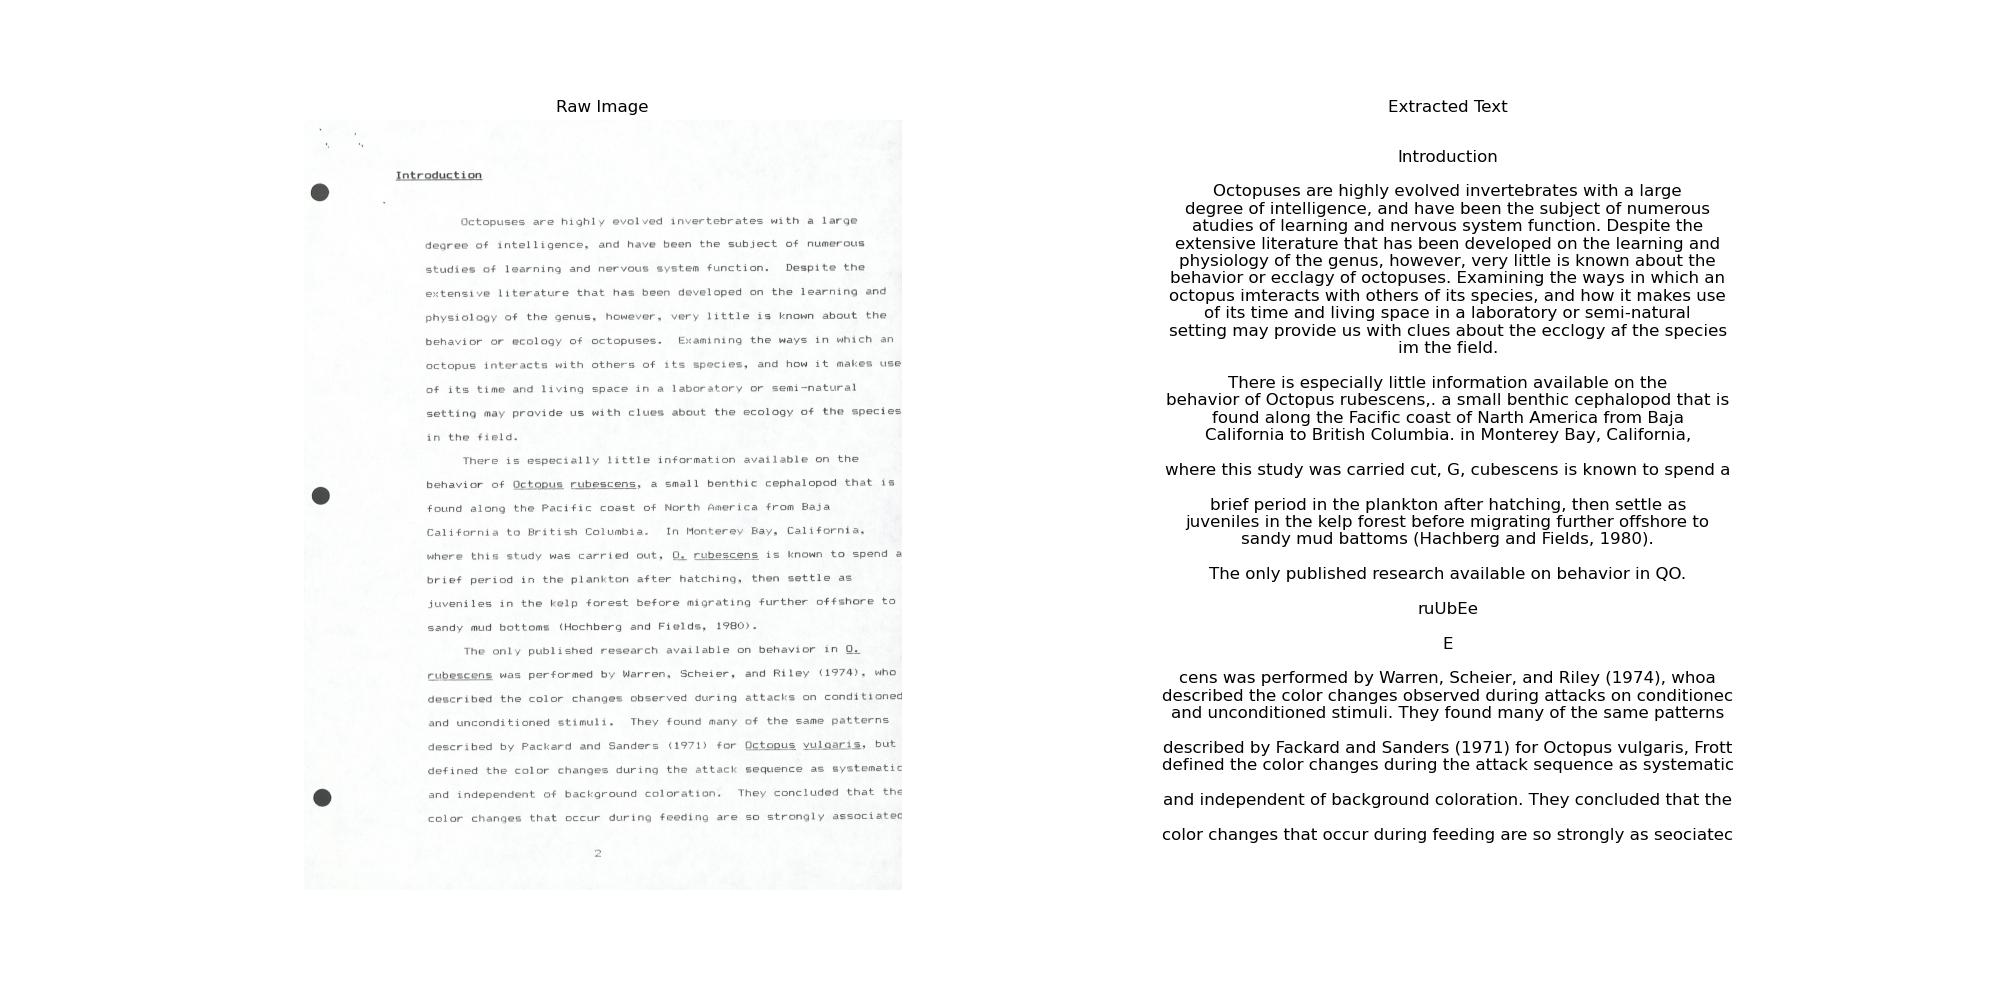 Raw Image
Introduction
Octopuses are highly evolved invertebrates with a large
degree of intelligence, and have been the subject of numerous
studies of learning and nervous system function. Despite the
extensive literature that has been developed on the learning and
physiology of the genus, however, very little is known about the
behavior or ecology of octopuses. Examining the ways in which an
octopus interacts with others of its species, and how it makes use
of its time and living space in a laboratory or semi-natural
setting may provide us with clues about the ecology of the species
in the field.
There is especially little information available on the
behavior of Octopus rubescens, a small benthic cephalopod that is
found along the Pacific coast of North America from Baja
California to British Columbia. In Monterey Bay, California,
where this study was carried out, O. rubescens is known to spend a
brief period in the plankton after hatching, then settle as
juveniles in the kelp forest before migrating further offshore to
sandy mud bottoms (Hochberg and Fields, 1980).
The only published research available on behavior in O.
rubescens was performed by Warren, Scheier, and Riley (1974), who
described the color changes observed during attacks on conditioned
and unconditioned stimuli. They found many of the same patterns
described by Packard and Sanders (1971) for Octopus vulgaris, but
defined the color changes during the attack sequence as systematic
and independent of background coloration. They concluded that the
color changes that occur during feeding are so strongly associated
2
Extracted Text
Introduction
Octopuses are highly evolved invertebrates with a large
degree of intelligence, and have been the subject of numerous
atudies of learning and nervous system function. Despite the
extensive literature that has been developed on the learning and
physiology of the genus, however, very little is known about the
behavior or ecclagy of octopuses. Examining the ways in which an
octopus imteracts with others of its species, and how it makes use
of its time and living space in a laboratory or semi-natural
setting may provide us with clues about the ecclogy af the species
im the field.
There is especially little information available on the
behavior of Octopus rubescens,. a small benthic cephalopod that is
found along the Facific coast of Narth America from Baja
California to British Columbia. in Monterey Bay, California,
where this study was carried cut, G, cubescens is known to spend a
brief period in the plankton after hatching, then settle as
juveniles in the kelp forest before migrating further offshore to
sandy mud battoms (Hachberg and Fields, 1980).
The only published research available on behavior in QO.
ruUbEe
E
cens was performed by Warren, Scheier, and Riley (1974), whoa
described the color changes observed during attacks on conditionec
and unconditioned stimuli. They found many of the same patterns
described by Fackard and Sanders (1971) for Octopus vulgaris, Frott
defined the color changes during the attack sequence as systematic
and independent of background coloration. They concluded that the
color changes that occur during feeding are so strongly as seociatec